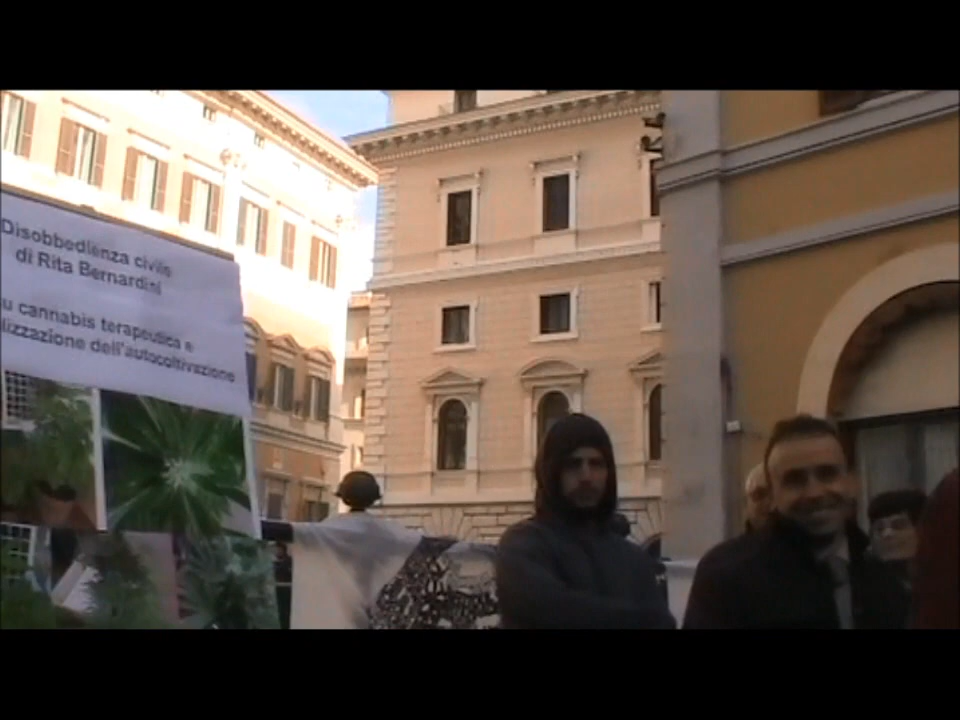 Disobbedienza civile
di Rita Bernardini
u cannabis terapeutica e
lizzazione dell'autocoltivazione